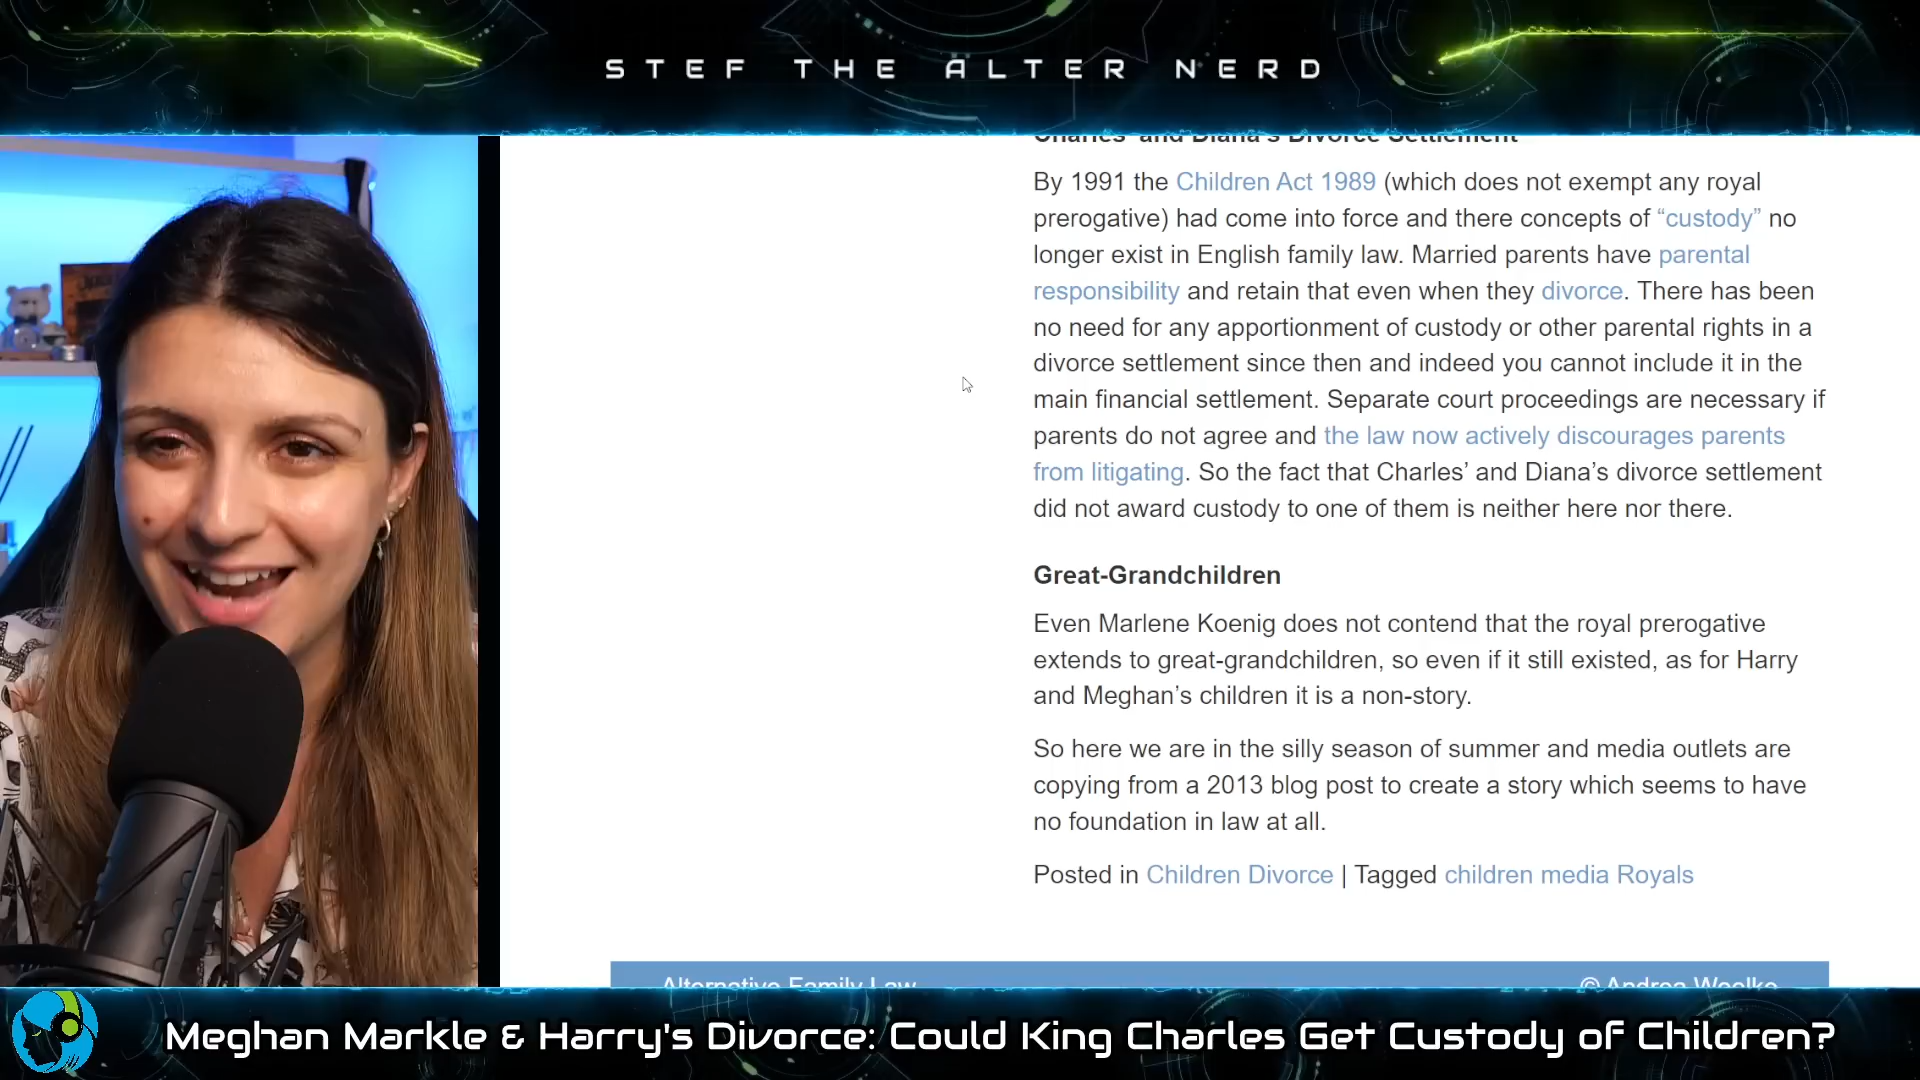 STEF THE ALTER NERD
Charles' and Diana's Divorce Settlement
By 1991 the Children Act 1989 (which does not exempt any royal
prerogative) had come into force and there concepts of “custody” no
longer exist in English family law. Married parents have parental
responsibility and retain that even when they divorce. There has been
no need for any apportionment of custody or other parental rights in a
divorce settlement since then and indeed you cannot include it in the
main financial settlement. Separate court proceedings are necessary if
parents do not agree and the law now actively discourages parents
from litigating. So the fact that Charles’ and Diana’s divorce settlement
did not award custody to one of them is neither here nor there.
Great-Grandchildren
Even Marlene Koenig does not contend that the royal prerogative
extends to great-grandchildren, so even if it still existed, as for Harry
and Meghan’s children it is a non-story.
So here we are in the silly season of summer and media outlets are
copying from a 2013 blog post to create a story which seems to have
no foundation in law at all.
Posted in Children Divorce | Tagged children media Royals
Alternative Family Law
© Andrea Woelke
Meghan Markle & Harry's Divorce: Could King Charles Get Custody of Children?